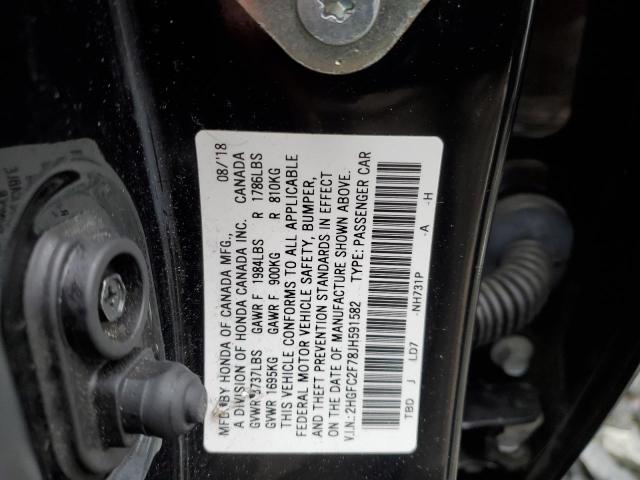 MFD. BY HONDA OF CANADA MFG., 08/'18
A DIVISION OF HONDA CANADA INC. CANADA
GVWR 3737LBS GAWR F 1984LBS R 1786LBS
GVWR 1695KG GAWR F 900KG R 810KG
THIS VEHICLE CONFORMS TO ALL APPLICABLE
FEDERAL MOTOR VEHICLE SAFETY, BUMPER,
AND THEFT PREVENTION STANDARDS IN EFFECT
ON THE DATE OF MANUFACTURE SHOWN ABOVE.
V.I.N.: 2HGFC2F78JH591582 TYPE: PASSENGER CAR
TBD J LD7 -NH731P -A -H